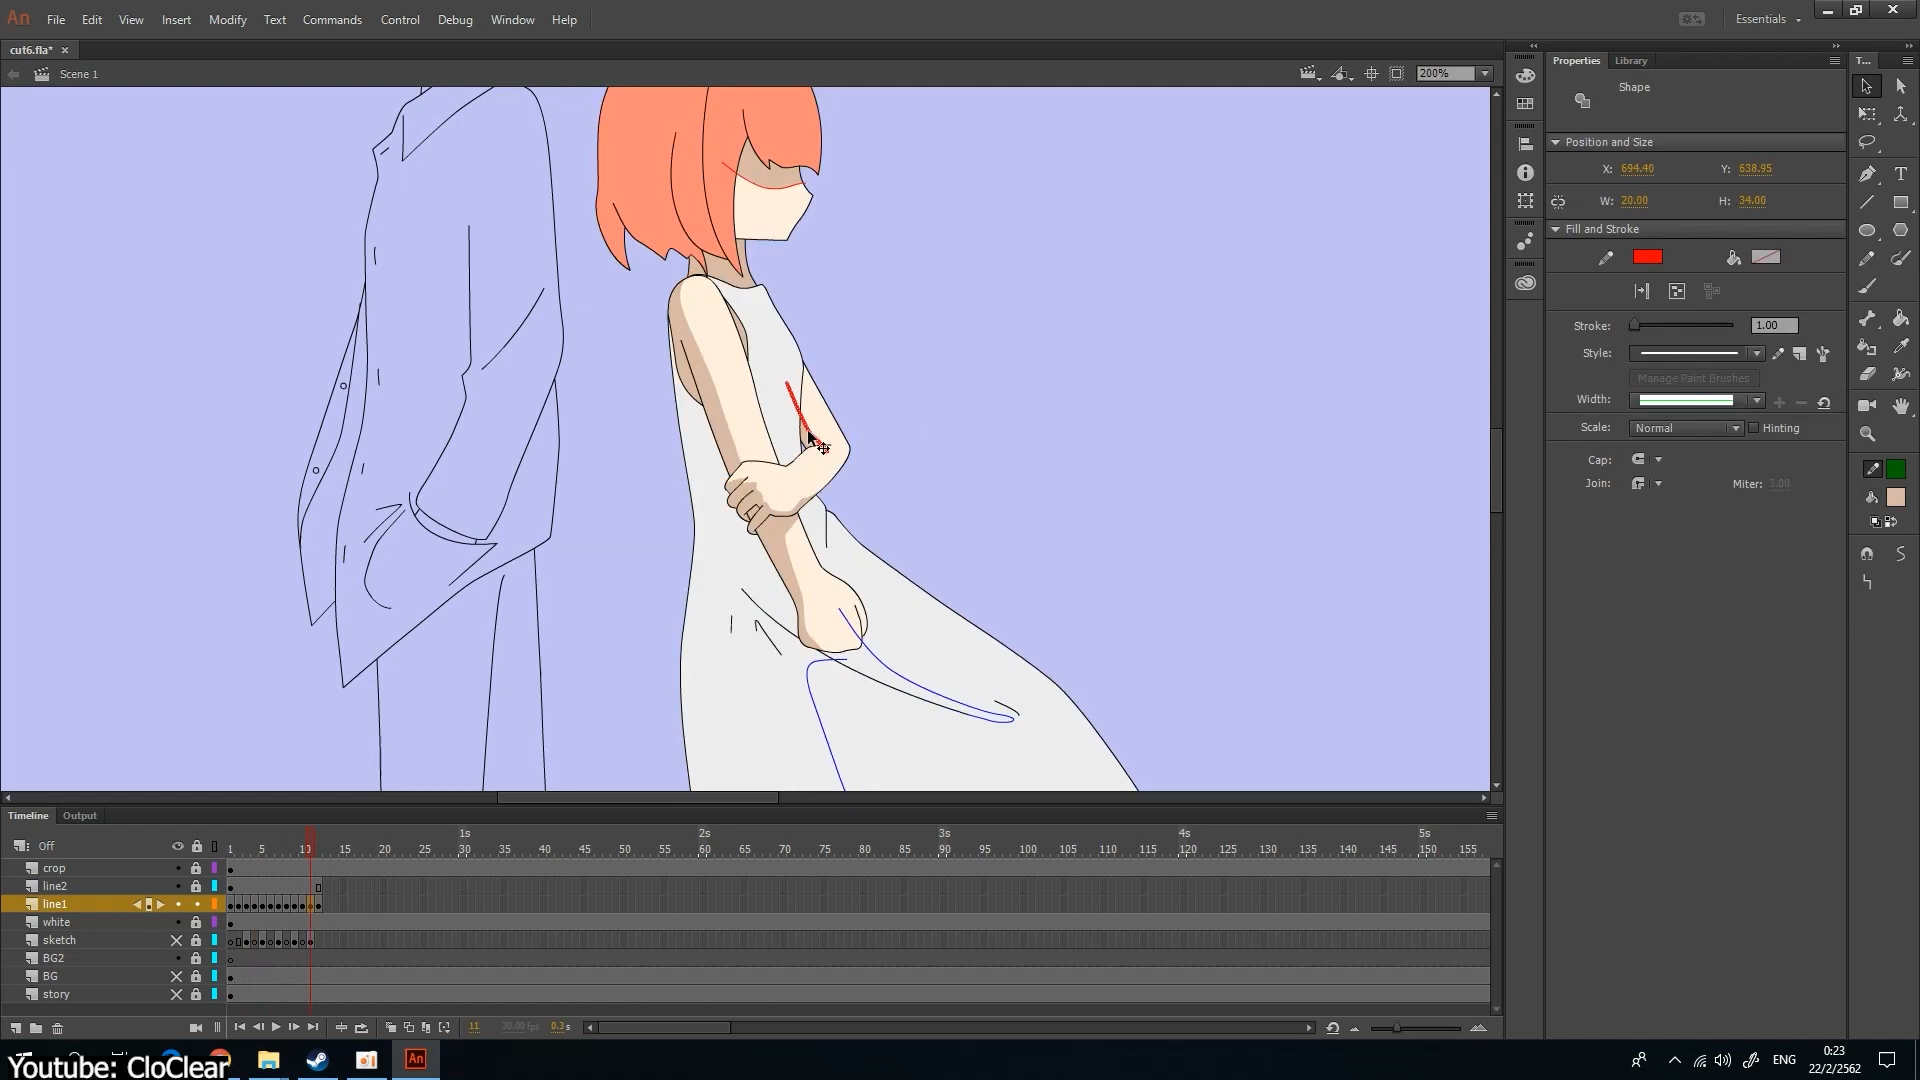 An File Edit View Insert Modify Text Commands Control Debug Window Help Essentials
cut6.fla* ×
Scene 1 200%
Properties Library T...
Shape
Position and Size
X: 694.40 Y: 638.95
W: 20.00 H: 34.00
Fill and Stroke
Stroke: 1.00
Style:
Manage Paint Brushes
Width:
Scale: Normal Hinting
Cap:
Join: Miter: 3.00
Timeline Output
1s 2s 3s 4s 5s
Off 1 5 10 15 20 25 30 35 40 45 50 55 60 65 70 75 80 85 90 95 100 105 110 115 120 125 130 135 140 145 150 155
crop
line2
line1
white
sketch
BG2
BG
story
11 30.00fps 0.3s
Youtube: CloClear
An
ENG
0:23
22/2/2562